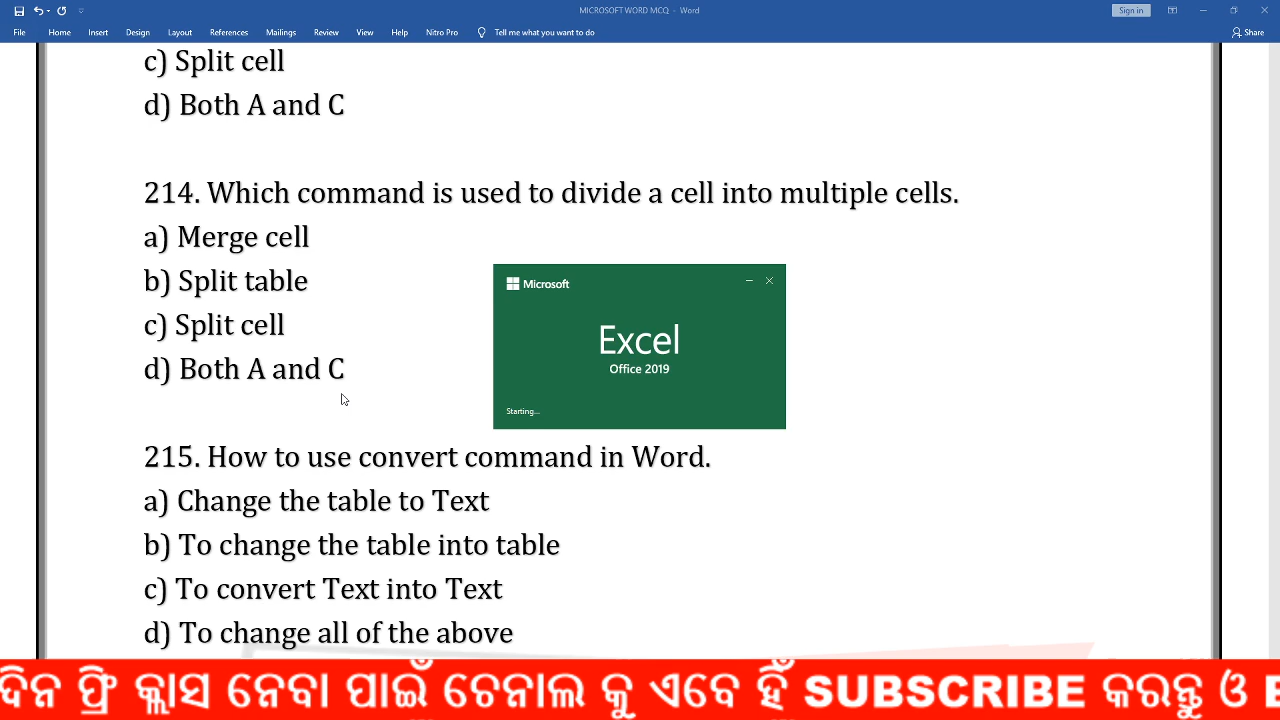 MICROSOFT WORD MCQ - Word
Sign in
File Home Insert Design Layout References Mailings Review View Help Nitro Pro Tell me what you want to do Share
c) Split cell
d) Both A and C
214. Which command is used to divide a cell into multiple cells.
a) Merge cell
b) Split table
c) Split cell
d) Both A and C
Microsoft
Excel
Office 2019
Starting...
215. How to use convert command in Word.
a) Change the table to Text
b) To change the table into table
c) To convert Text into Text
d) To change all of the above
ଦିନ ଫ୍ରି କ୍ଲାସ ନେବା ପାଇଁ ଚେନାଲ କୁ ଏବେ ହିଁ SUBSCRIBE କରନ୍ତୁ ଓ